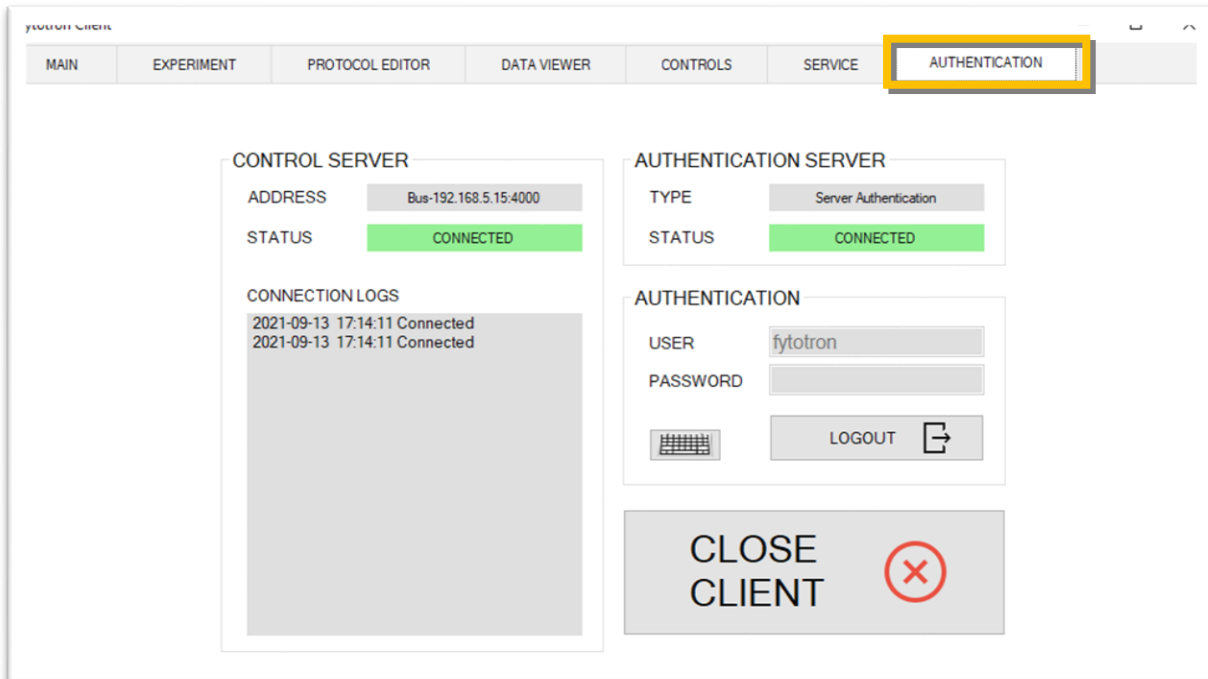 ytotron Client
MAIN EXPERIMENT PROTOCOL EDITOR DATA VIEWER CONTROLS SERVICE AUTHENTICATION
CONTROL SERVER
ADDRESS Bus-192.168.5.15:4000
STATUS CONNECTED
CONNECTION LOGS
2021-09-13 17:14:11 Connected
2021-09-13 17:14:11 Connected
AUTHENTICATION SERVER
TYPE Server Authentication
STATUS CONNECTED
AUTHENTICATION
USER fytotron
PASSWORD
LOGOUT
CLOSE
CLIENT